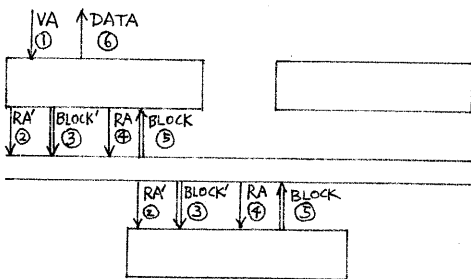 VA DATA
① ⑥
RA' BLOCK' RA BLOCK
② ③ ④ ⑤
RA' BLOCK' RA BLOCK
② ③ ④ ⑤